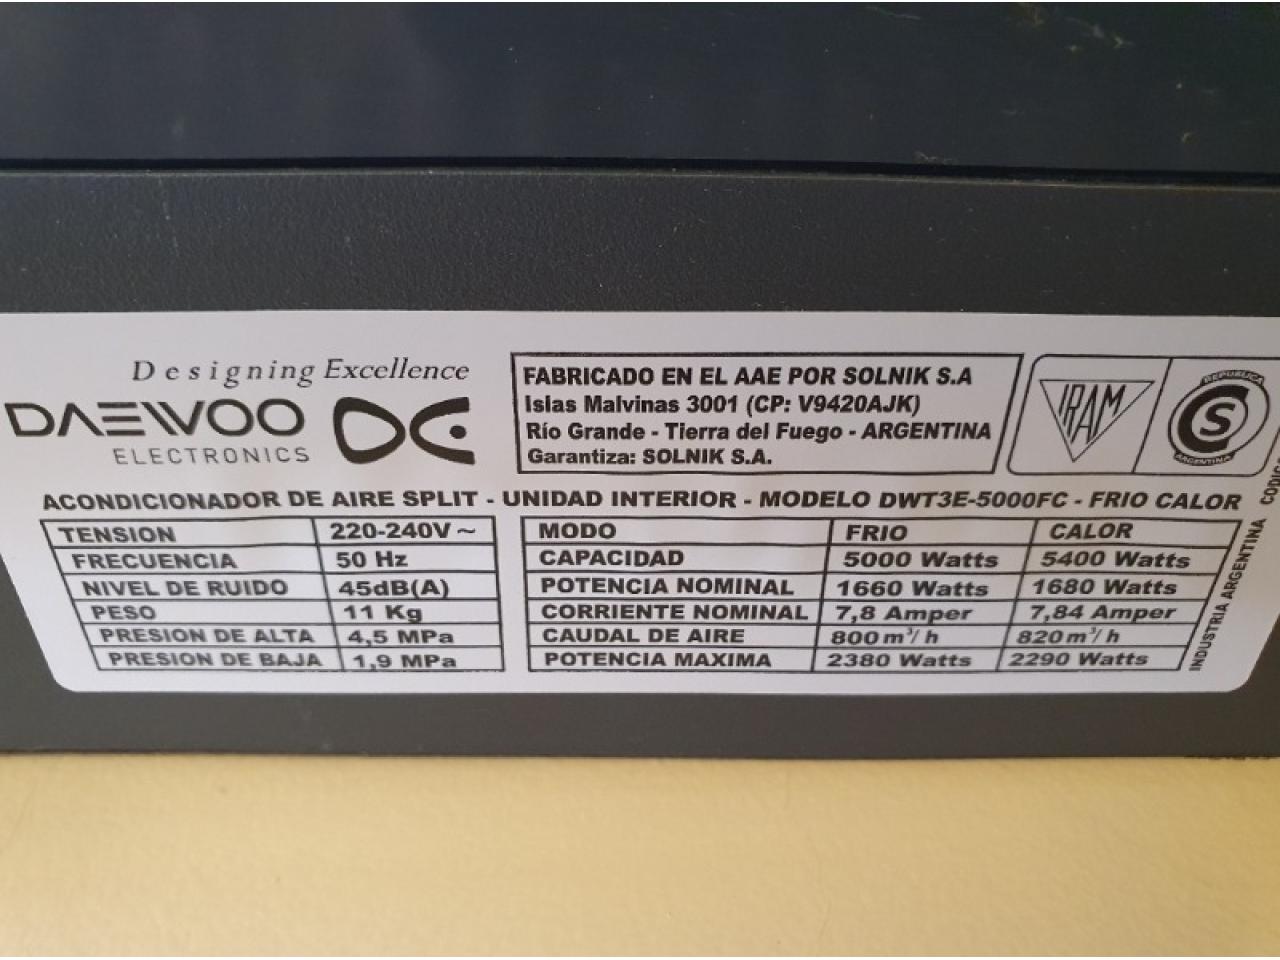 Designing Excellence
DAEWOO
ELECTRONICS
FABRICADO EN EL AAE POR SOLNIK S.A
Islas Malvinas 3001 (CP: V9420AJK)
Río Grande - Tierra del Fuego - ARGENTINA
Garantiza: SOLNIK S.A.
IRAM
REPUBLICA
S
ARGENTINA
ACONDICIONADOR DE AIRE SPLIT - UNIDAD INTERIOR - MODELO DWT3E-5000FC - FRIO CALOR
TENSION 220-240V ~
FRECUENCIA 50 Hz
NIVEL DE RUIDO 45dB(A)
PESO 11 Kg
PRESION DE ALTA 4,5 MPa
PRESION DE BAJA 1,9 MPa
MODO FRIO CALOR
CAPACIDAD 5000 Watts 5400 Watts
POTENCIA NOMINAL 1660 Watts 1680 Watts
CORRIENTE NOMINAL 7,8 Amper 7,84 Amper
CAUDAL DE AIRE 800 m³/ h 820 m³/ h
POTENCIA MAXIMA 2380 Watts 2290 Watts
INDUSTRIA ARGENTINA